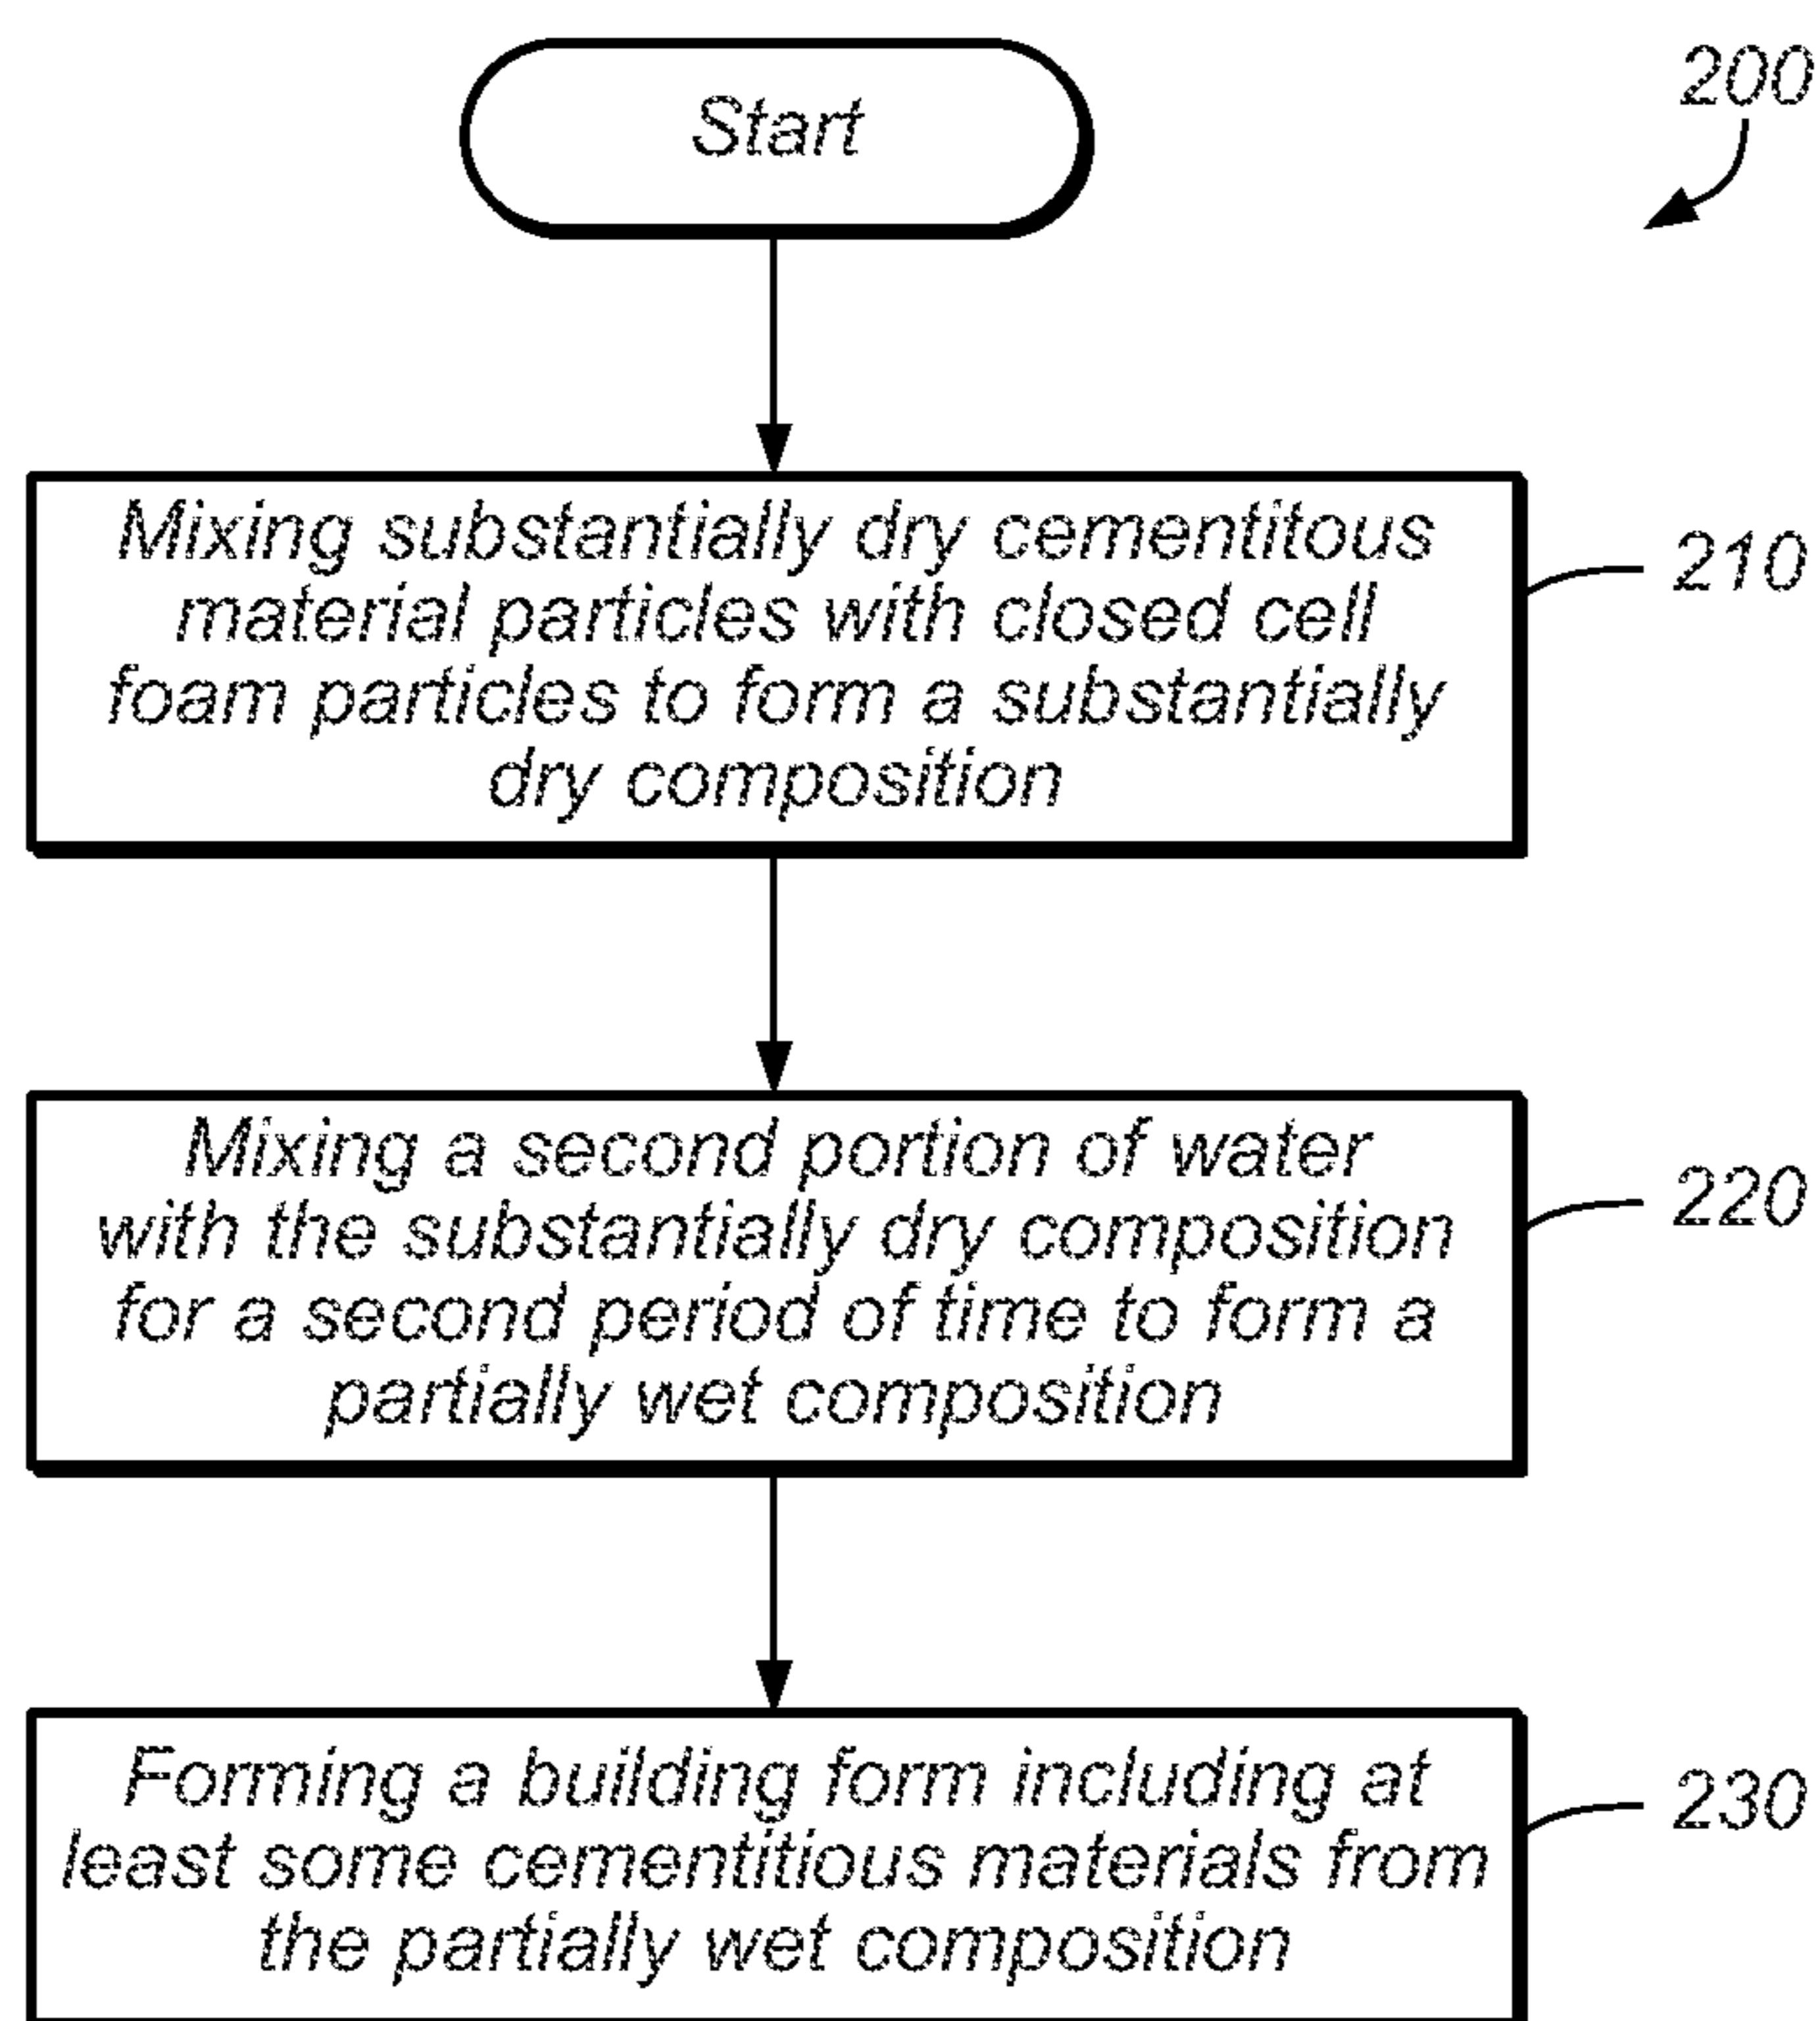 Start
200
Mixing substantially dry cementitous
material particles with closed cell
foam particles to form a substantially
dry composition
210
Mixing a second portion of water
with the substantially dry composition
for a second period of time to form a
partially wet composition
220
Forming a building form including at
least some cementitious materials from
the partially wet composition
230